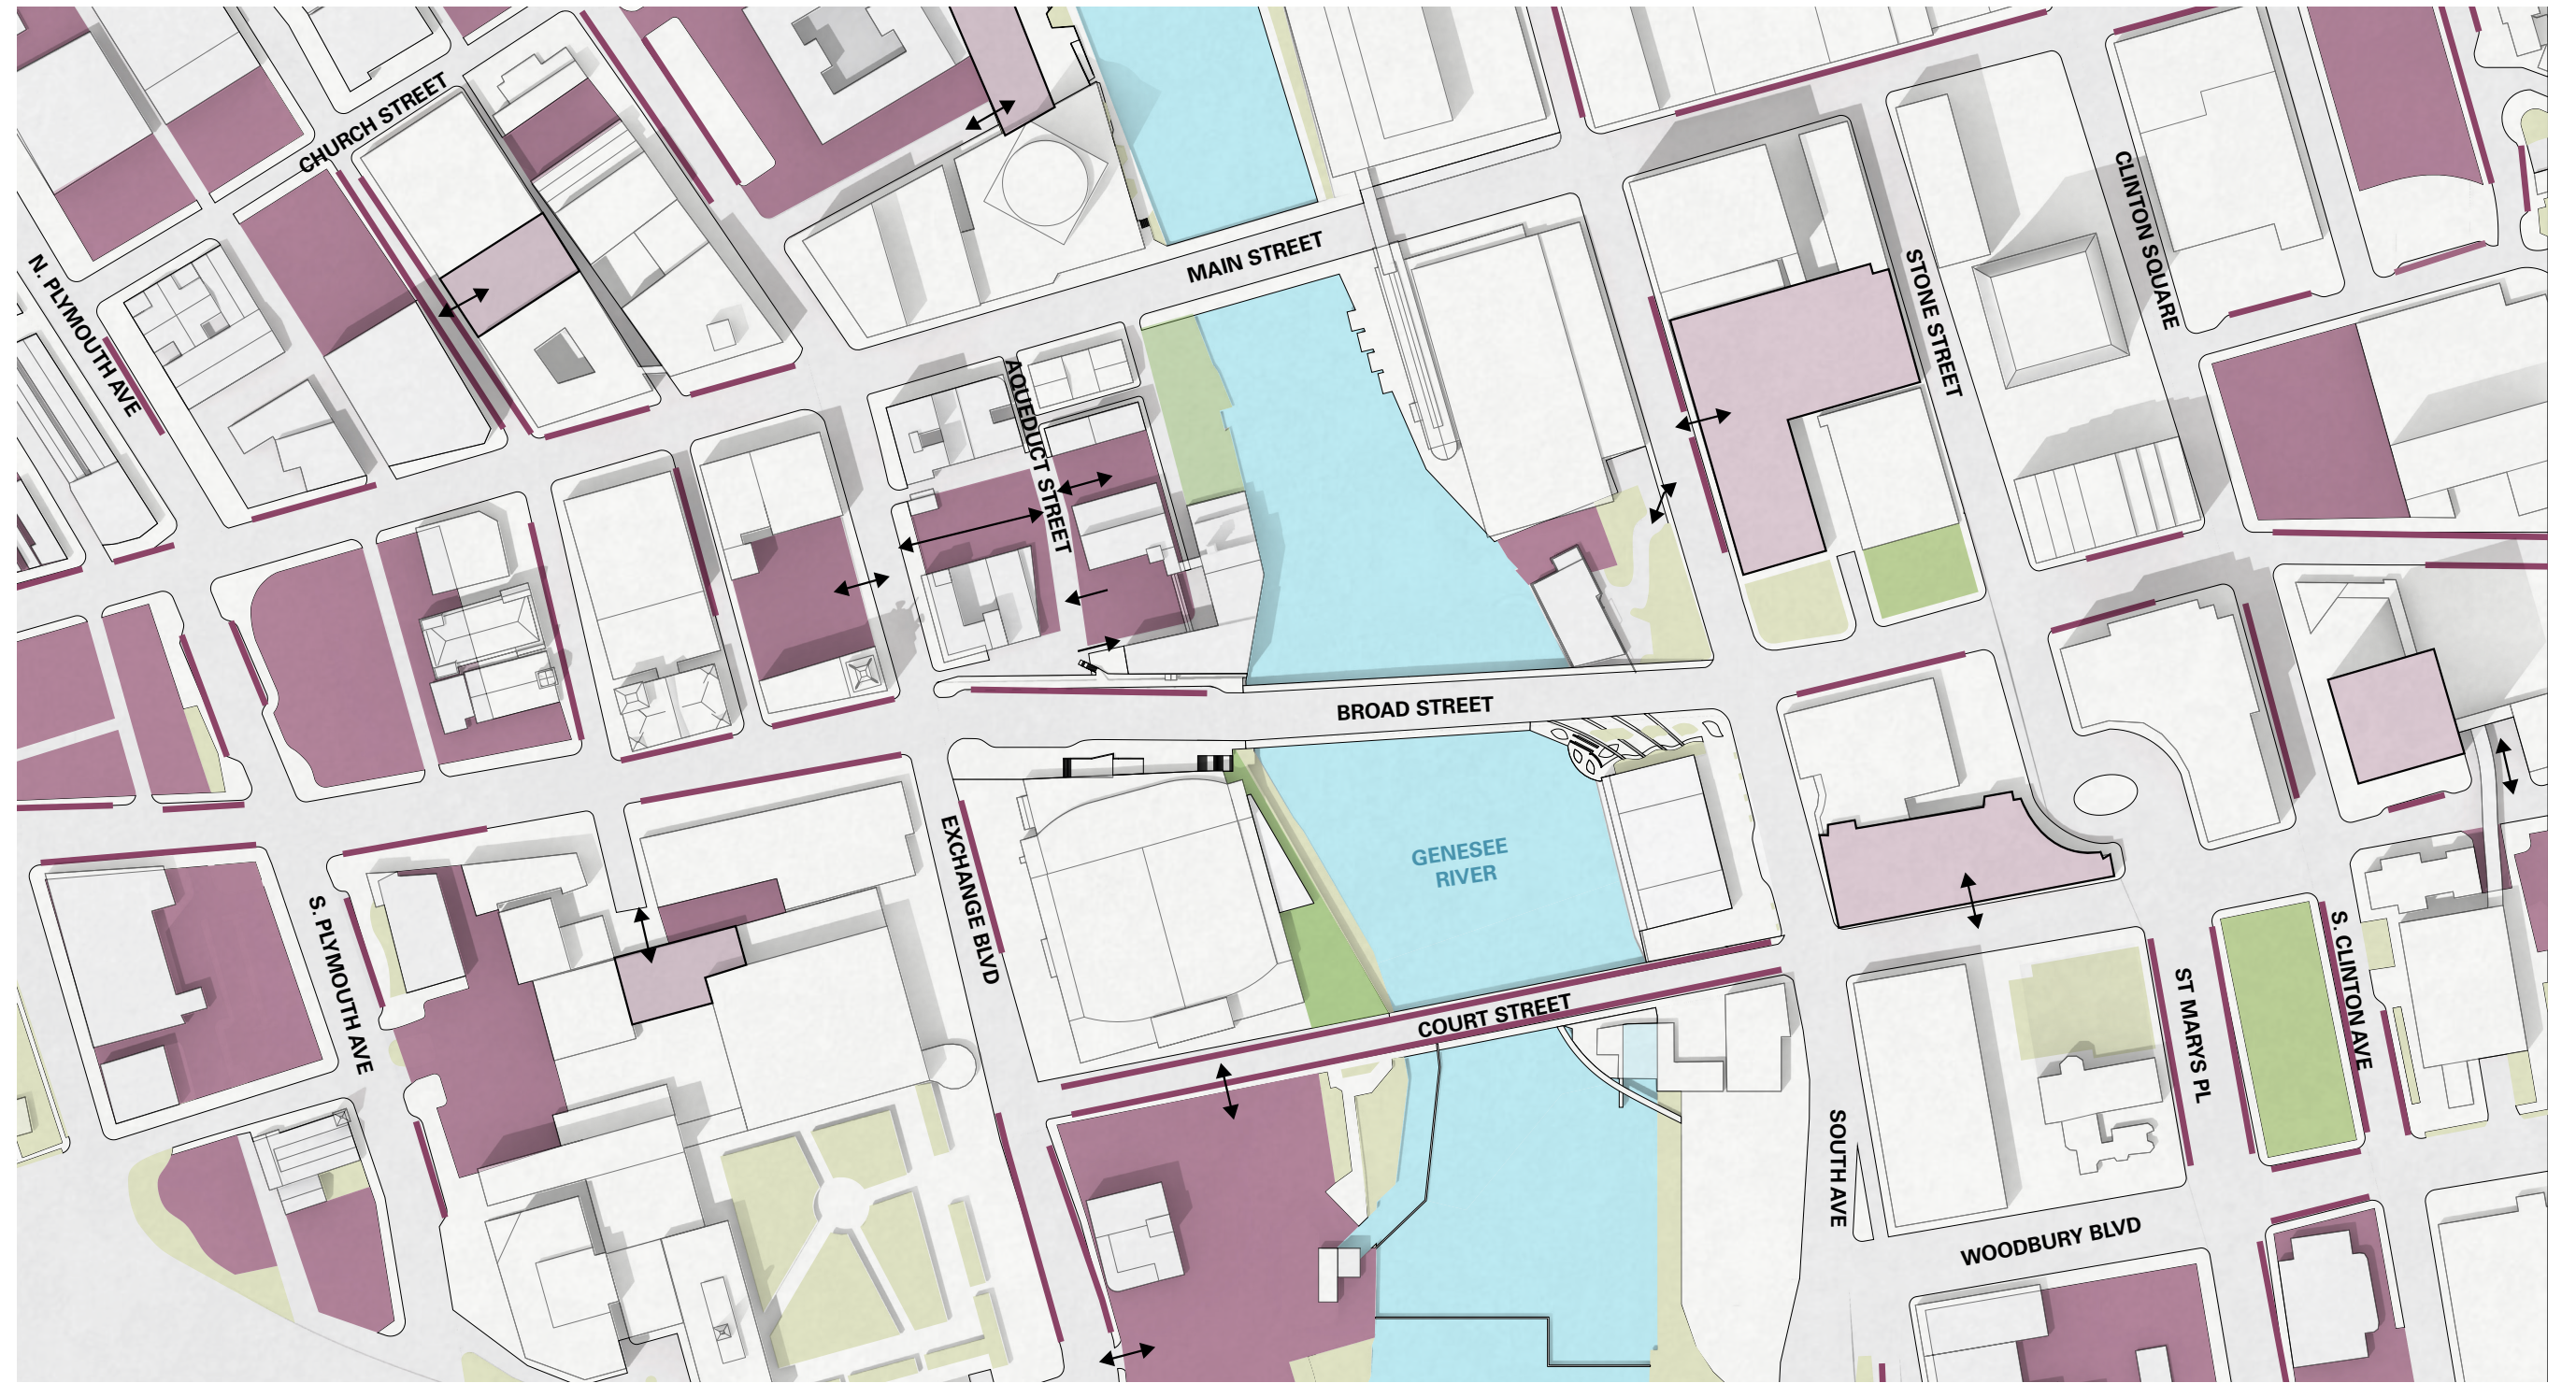 CHURCH STREET
N. PLYMOUTH AVE
MAIN STREET
CLINTON SQUARE
STONE STREET
AQUEDUCT STREET
BROAD STREET
GENESEE
RIVER
EXCHANGE BLVD
S. PLYMOUTH AVE
COURT STREET
S. CLINTON AVE
ST MARYS PL
SOUTH AVE
WOODBURY BLVD